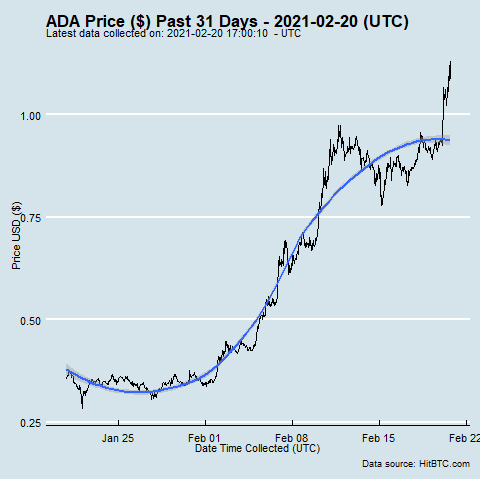 ADA Price ($) Past 31 Days - 2021-02-20 (UTC)
Latest data collected on: 2021-02-20 17:00:10 - UTC
Price USD ($)
1.00
0.75
0.50
0.25
Jan 25
Feb 01
Feb 08
Feb 15
Feb 22
Date Time Collected (UTC)
Data source: HitBTC.com